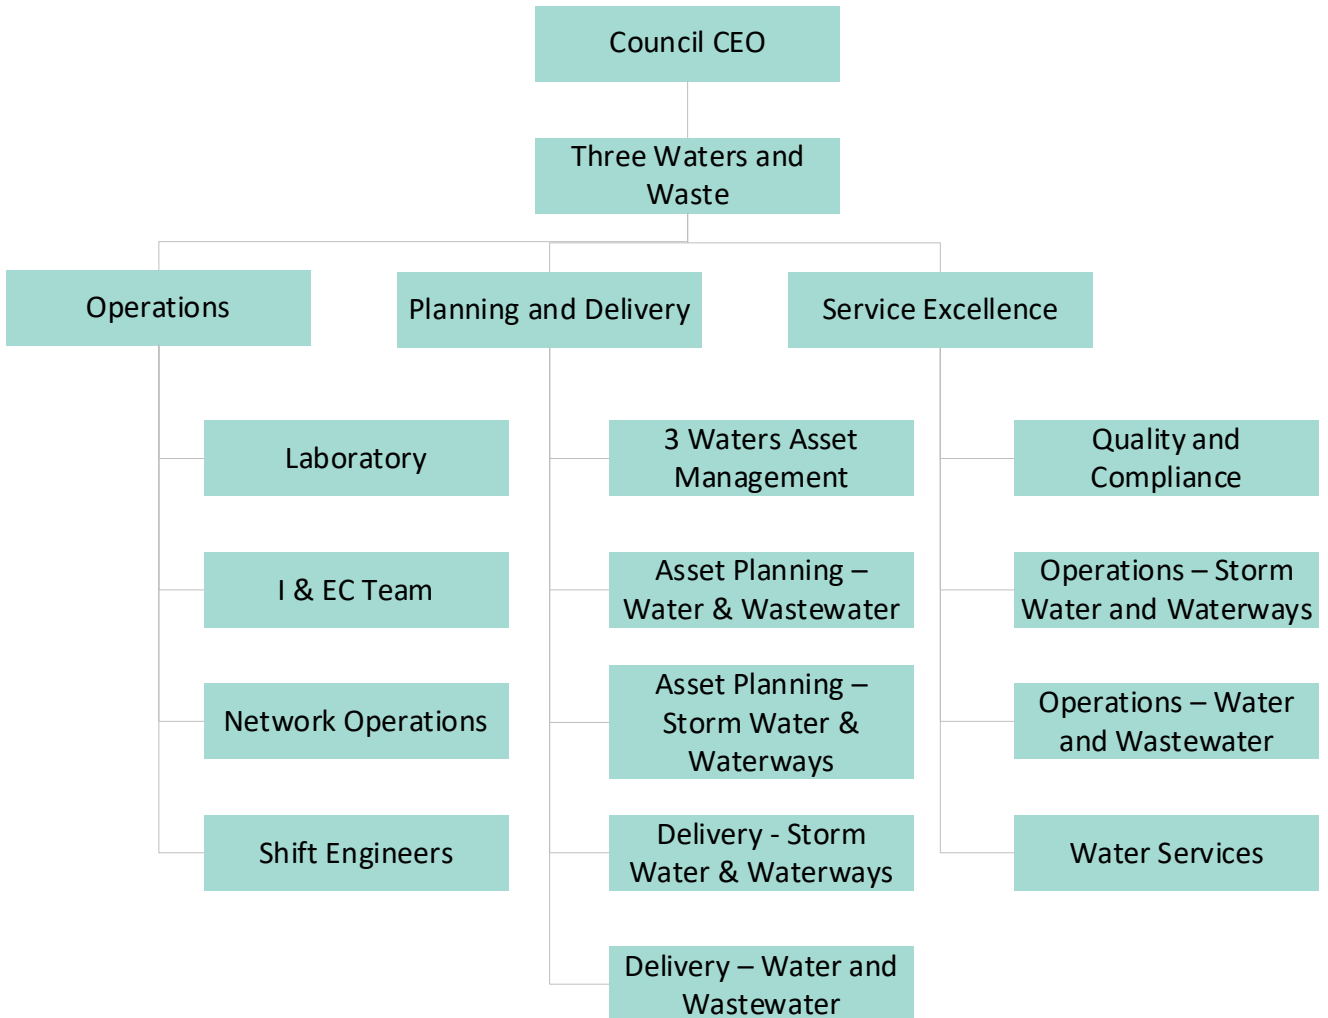 Council CEO
Three Waters and
Waste
Operations
Planning and Delivery
Service Excellence
Laboratory
I & EC Team
Network Operations
Shift Engineers
3 Waters Asset
Management
Asset Planning –
Water & Wastewater
Asset Planning –
Storm Water &
Waterways
Delivery - Storm
Water & Waterways
Delivery – Water and
Wastewater
Quality and
Compliance
Operations – Storm
Water and Waterways
Operations – Water
and Wastewater
Water Services